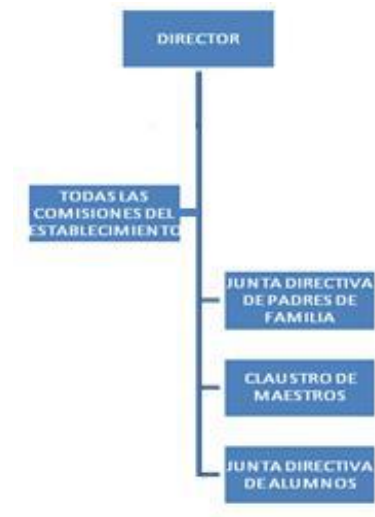 DIRECTOR
TODAS LAS
COMISIONES DEL
ESTABLECIMIENTO
JUNTA DIRECTIVA
DE PADRES DE
FAMILIA
CLAUSTRO DE
MAESTROS
JUNTA DIRECTIVA
DE ALUMNOS